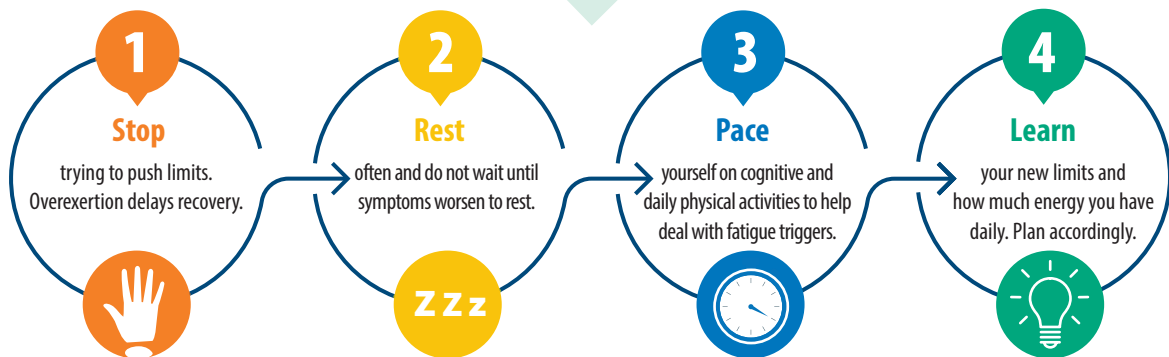 1
Stop
trying to push limits.
Overexertion delays recovery.
zzz
2
Rest
often and do not wait until
symptoms worsen to rest.
3
Pace
yourself on cognitive and
daily physical activities to help
deal with fatigue triggers.
4
Learn
your new limits and
how much energy you have
daily. Plan accordingly.